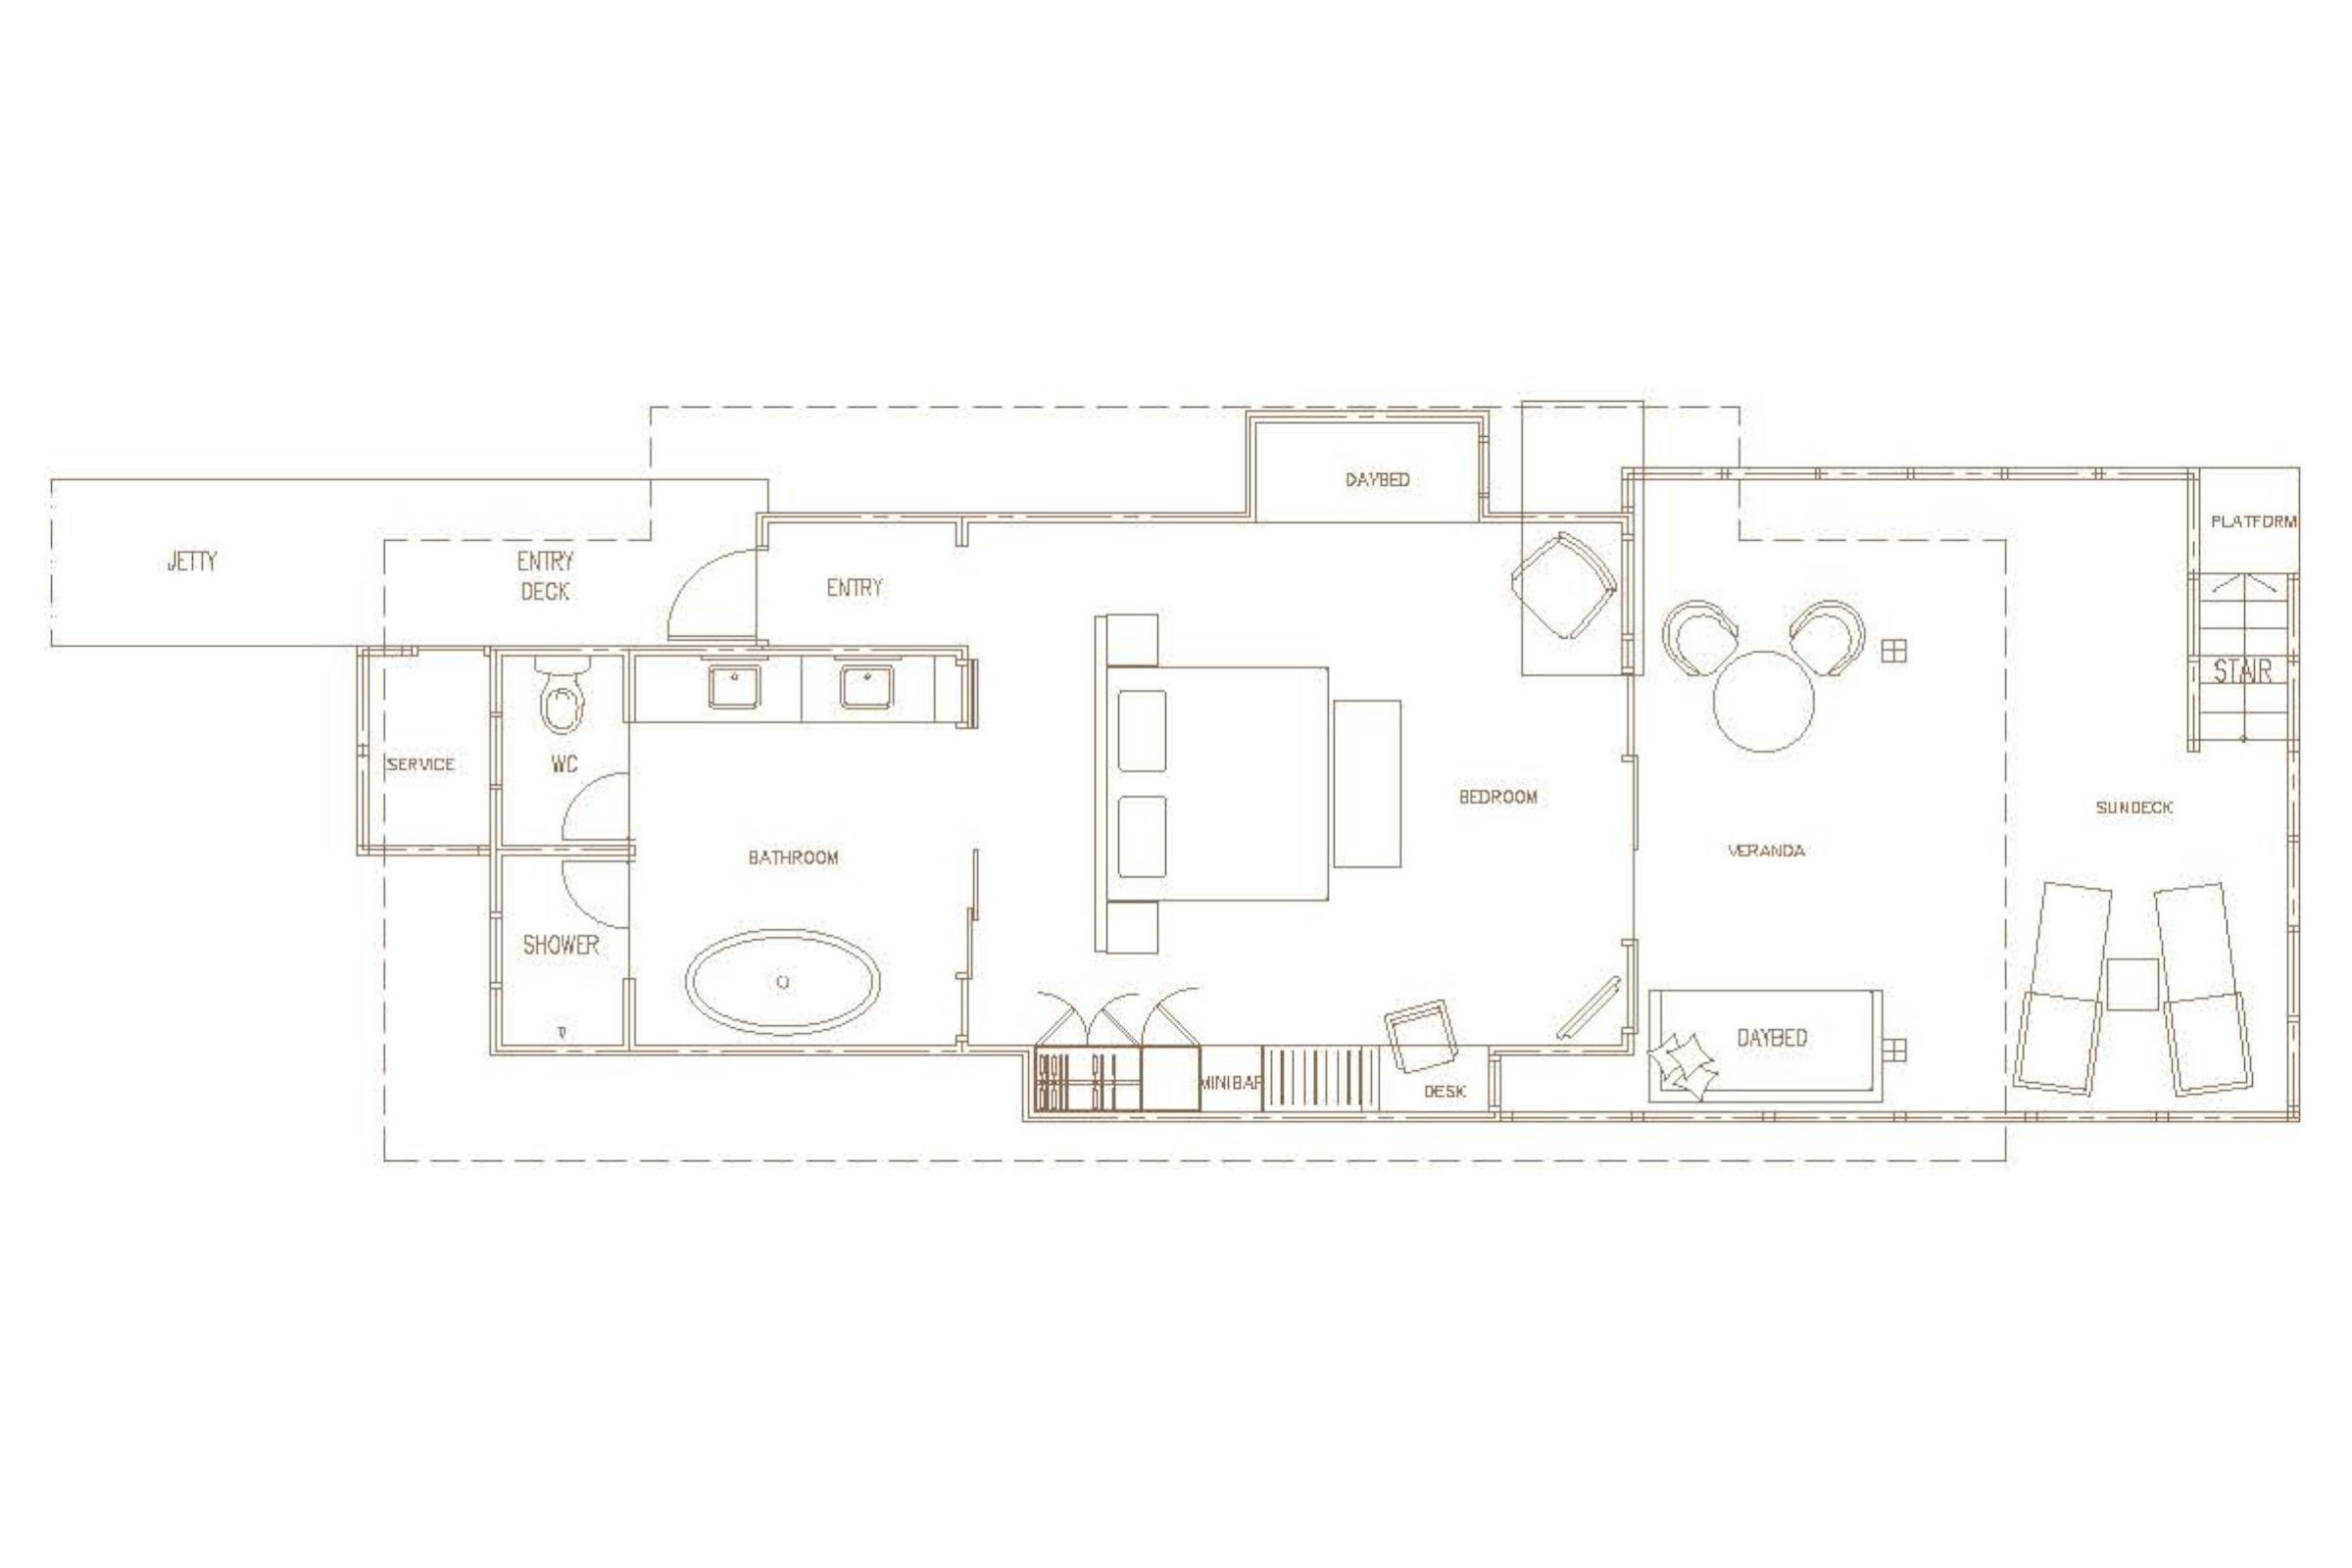 DAYBED
PLATFORM
JETTY
ENTRY
DECK
ENTRY
STAIR
SERVICE
WC
BEDROOM
SUNDECK
VERANDA
BATHROOM
SHOWER
DAYBED
MINIBAR
DESK